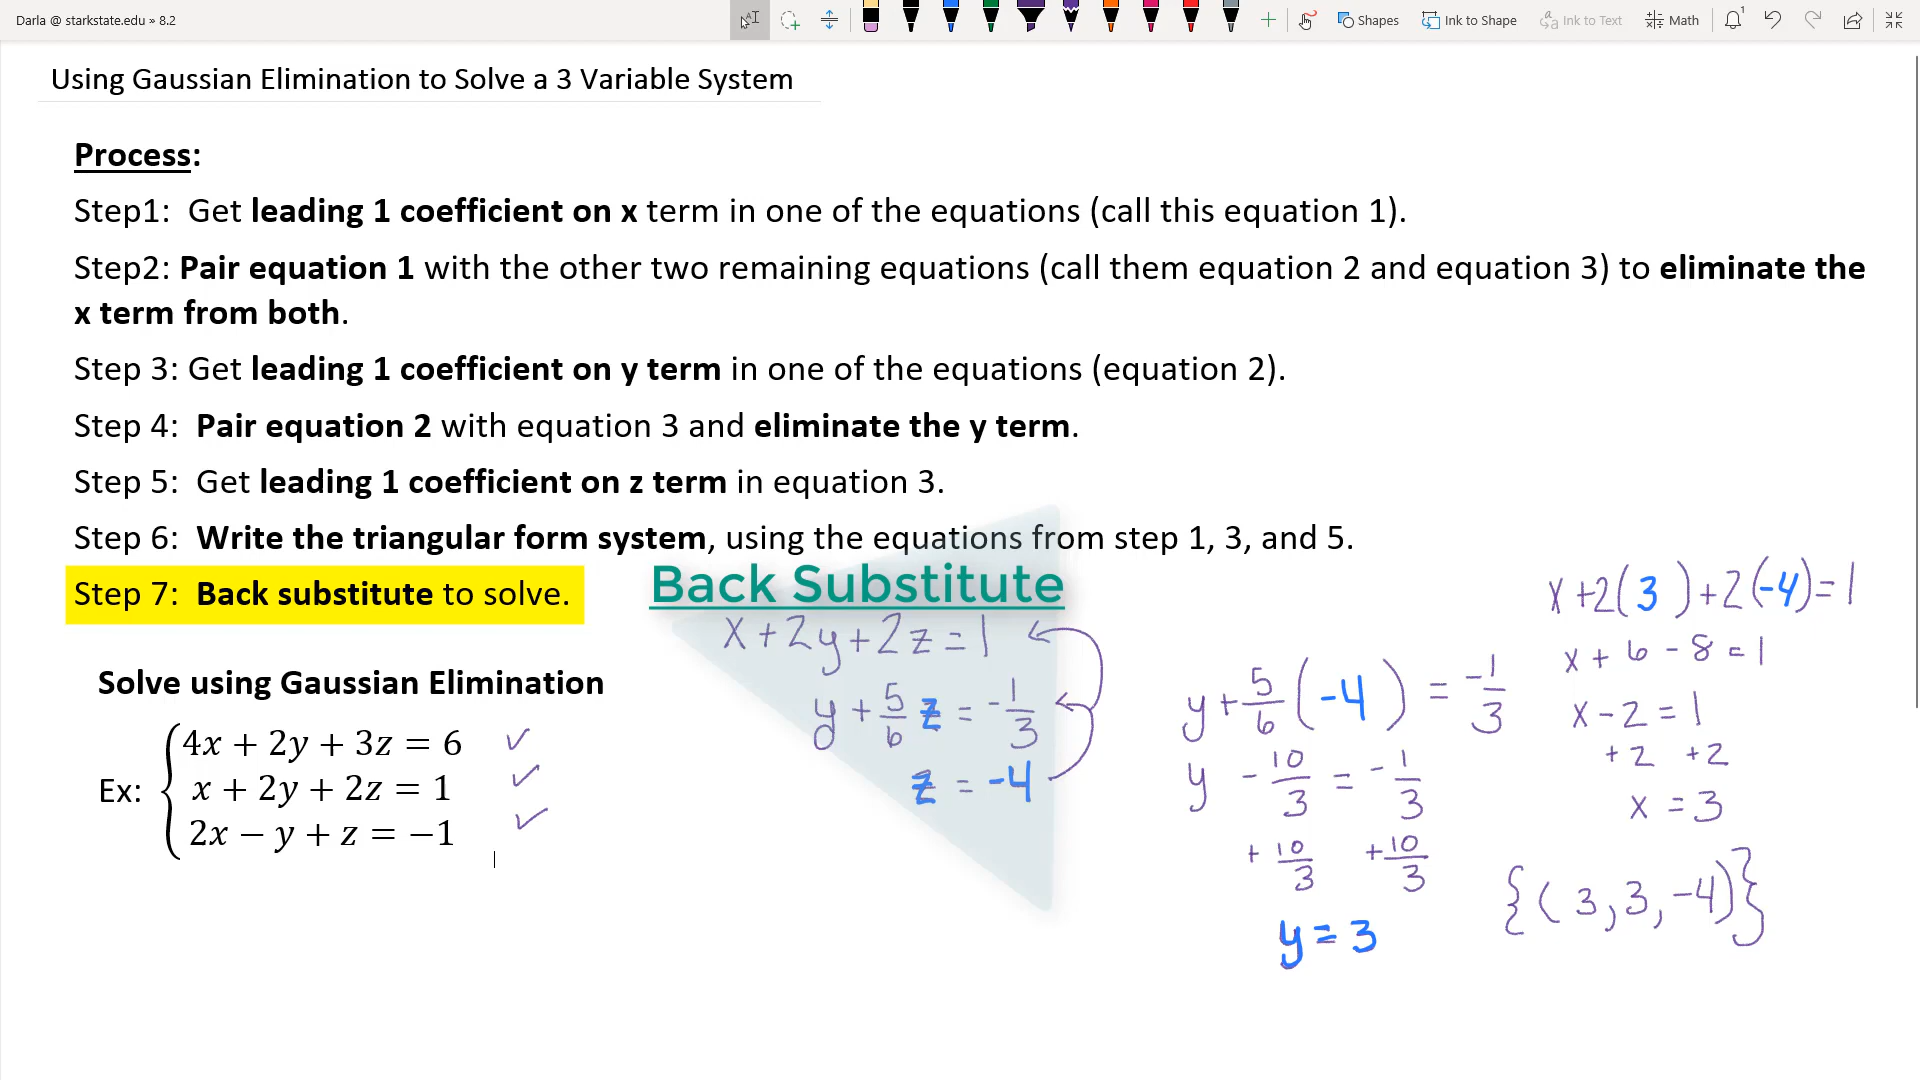 Darla @ starkstate.edu » 8.2
Shapes
Ink to Shape
Ink to Text
Math
1
Using Gaussian Elimination to Solve a 3 Variable System
Process:
Step1: Get leading 1 coefficient on x term in one of the equations (call this equation 1).
Step2: Pair equation 1 with the other two remaining equations (call them equation 2 and equation 3) to eliminate the
x term from both.
Step 3: Get leading 1 coefficient on y term in one of the equations (equation 2).
Step 4: Pair equation 2 with equation 3 and eliminate the y term.
Step 5: Get leading 1 coefficient on z term in equation 3.
Step 6: Write the triangular form system, using the equations from step 1, 3, and 5.
Step 7: Back substitute to solve.
Solve using Gaussian Elimination
Ex:
4x + 2y + 3z = 6 ✓
x + 2y + 2z = 1 ✓
2x − y + z = −1 ✓
Back Substitute
x + 2y + 2z = 1
y + 5/6 z = -1/3
z = -4
y + 5/6 (-4) = -1/3
y - 10/3 = -1/3
+ 10/3 + 10/3
y = 3
x + 2(3) + 2(-4) = 1
x + 6 - 8 = 1
x - 2 = 1
+2 +2
x = 3
{(3, 3, -4)}